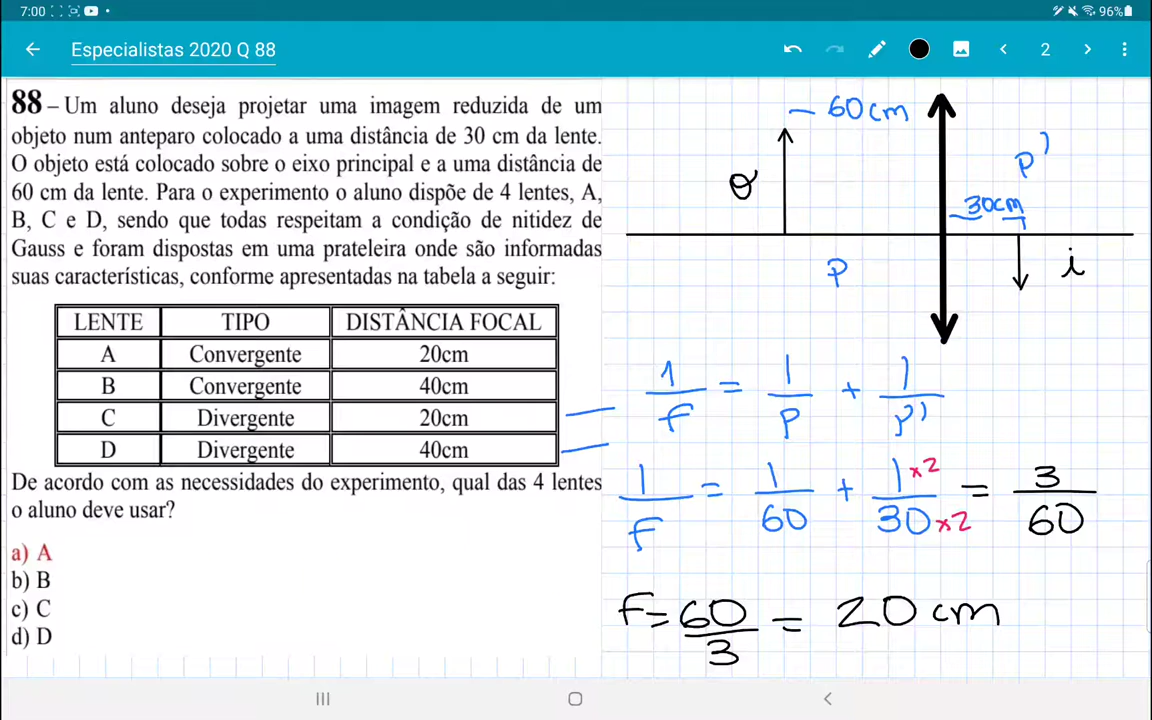 7:00
96%
Especialistas 2020 Q 88
2
88 – Um aluno deseja projetar uma imagem reduzida de um
objeto num anteparo colocado a uma distância de 30 cm da lente.
O objeto está colocado sobre o eixo principal e a uma distância de
60 cm da lente. Para o experimento o aluno dispõe de 4 lentes, A,
B, C e D, sendo que todas respeitam a condição de nitidez de
Gauss e foram dispostas em uma prateleira onde são informadas
suas características, conforme apresentadas na tabela a seguir:
LENTE TIPO DISTÂNCIA FOCAL
A Convergente 20cm
B Convergente 40cm
C Divergente 20cm
D Divergente 40cm
De acordo com as necessidades do experimento, qual das 4 lentes
o aluno deve usar?
a) A
b) B
c) C
d) D
60cm
p'
o
30cm
p
i
1/f = 1/p + 1/p'
1/f = 1/60 + 1×2/30×2 = 3/60
F = 60/3 = 20 cm